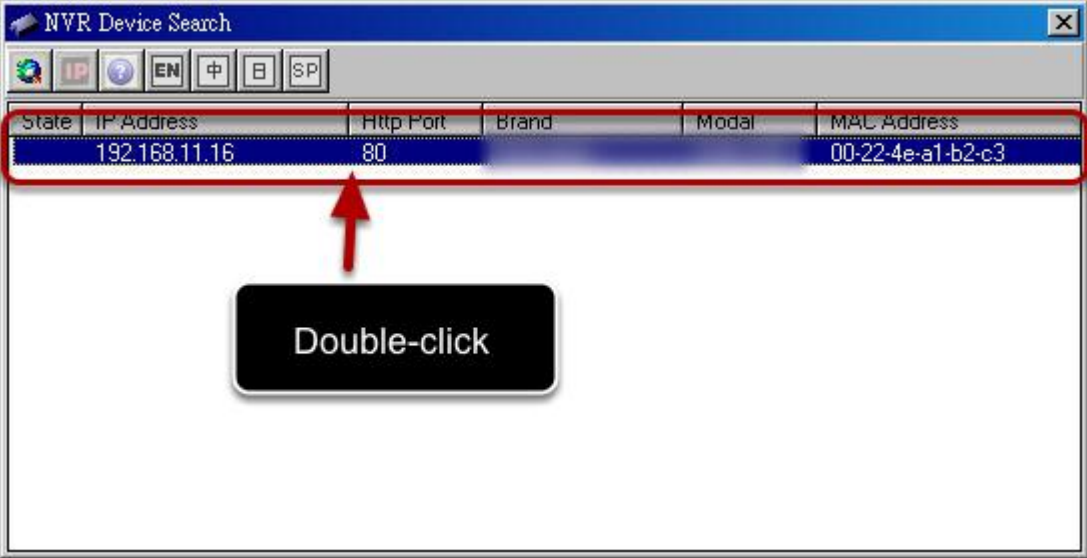 NVR Device Search
IP EN 中 日 SP
State IP Address Http Port Brand Modal MAC Address
192.168.11.16 80 00-22-4e-a1-b2-c3
Double-click